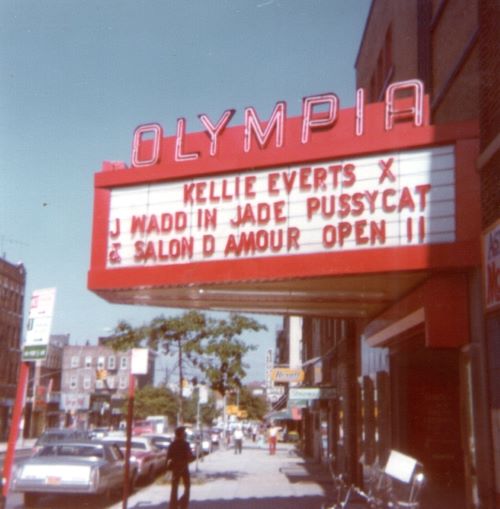 OLYMPIA
KELLIE EVERTS X
J WADD IN JADE PUSSYCAT
& SALON D AMOUR OPEN 11